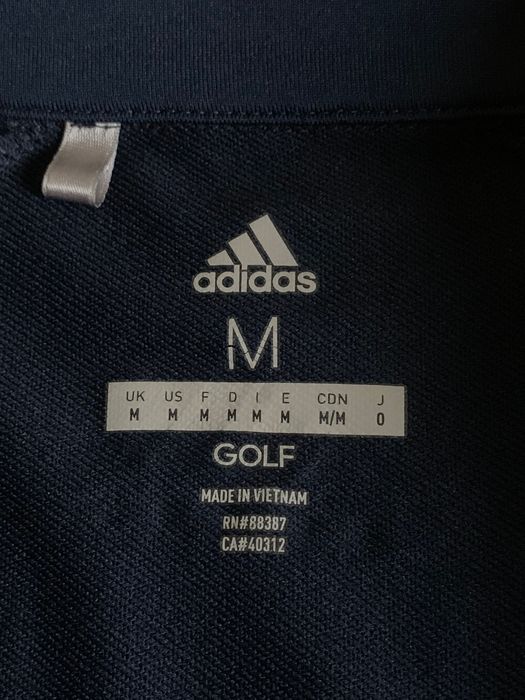 adidas
M
UK US F D I E CDN J
M M M M M M M/M O
GOLF
MADE IN VIETNAM
RN#88387
CA#40312